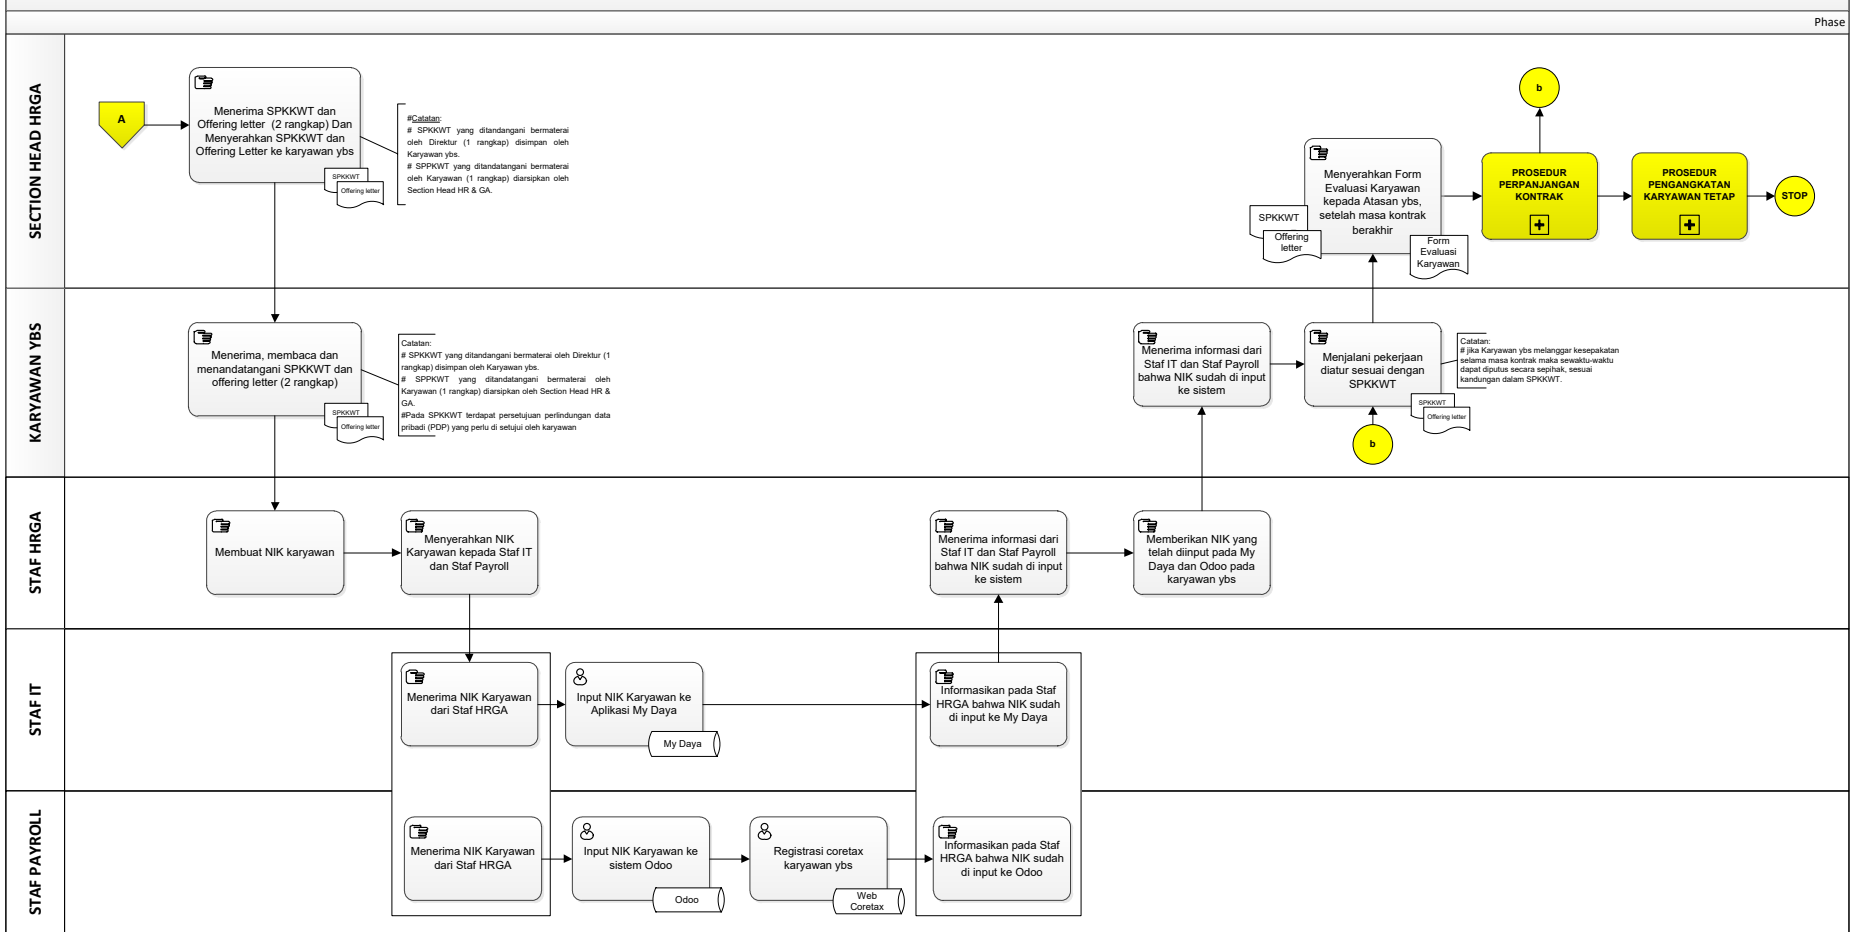 Phase
SECTION HEAD HRGA
A
Menerima SPKKWT dan
Offering letter (2 rangkap) Dan
Menyerahkan SPKKWT dan
Offering Letter ke karyawan ybs
SPKKWT
Offering letter
#Catatan:
# SPKKWT yang ditandangani bermaterai
oleh Direktur (1 rangkap) disimpan oleh
Karyawan ybs.
# SPPKWT yang ditandatangani bermaterai
oleh Karyawan (1 rangkap) diarsipkan oleh
Section Head HR & GA.
Menyerahkan Form
Evaluasi Karyawan
kepada Atasan ybs,
setelah masa kontrak
berakhir
SPKKWT
Offering
letter
Form
Evaluasi
Karyawan
b
PROSEDUR
PERPANJANGAN
KONTRAK
PROSEDUR
PENGANGKATAN
KARYAWAN TETAP
STOP
KARYAWAN YBS
Menerima, membaca dan
menandatangani SPKKWT dan
offering letter (2 rangkap)
SPKKWT
Offering letter
Catatan:
# SPKKWT yang ditandangani bermaterai oleh Direktur (1
rangkap) disimpan oleh Karyawan ybs.
# SPPKWT yang ditandatangani bermaterai oleh
Karyawan (1 rangkap) diarsipkan oleh Section Head HR &
GA.
#Pada SPKKWT terdapat persetujuan perlindungan data
pribadi (PDP) yang perlu di setujui oleh karyawan
Menerima informasi dari
Staf IT dan Staf Payroll
bahwa NIK sudah di input
ke sistem
Menjalani pekerjaan
diatur sesuai dengan
SPKKWT
SPKKWT
Offering letter
b
Catatan:
# jika Karyawan ybs melanggar kesepakatan
selama masa kontrak maka sewaktu-waktu
dapat diputus secara sepihak, sesuai
kandungan dalam SPKKWT.
STAF HRGA
Membuat NIK karyawan
Menyerahkan NIK
Karyawan kepada Staf IT
dan Staf Payroll
Menerima informasi dari
Staf IT dan Staf Payroll
bahwa NIK sudah di input
ke sistem
Memberikan NIK yang
telah diinput pada My
Daya dan Odoo pada
karyawan ybs
STAF IT
Menerima NIK Karyawan
dari Staf HRGA
Input NIK Karyawan ke
Aplikasi My Daya
My Daya
Informasikan pada Staf
HRGA bahwa NIK sudah
di input ke My Daya
STAF PAYROLL
Menerima NIK Karyawan
dari Staf HRGA
Input NIK Karyawan ke
sistem Odoo
Odoo
Registrasi coretax
karyawan ybs
Web
Coretax
Informasikan pada Staf
HRGA bahwa NIK sudah
di input ke Odoo